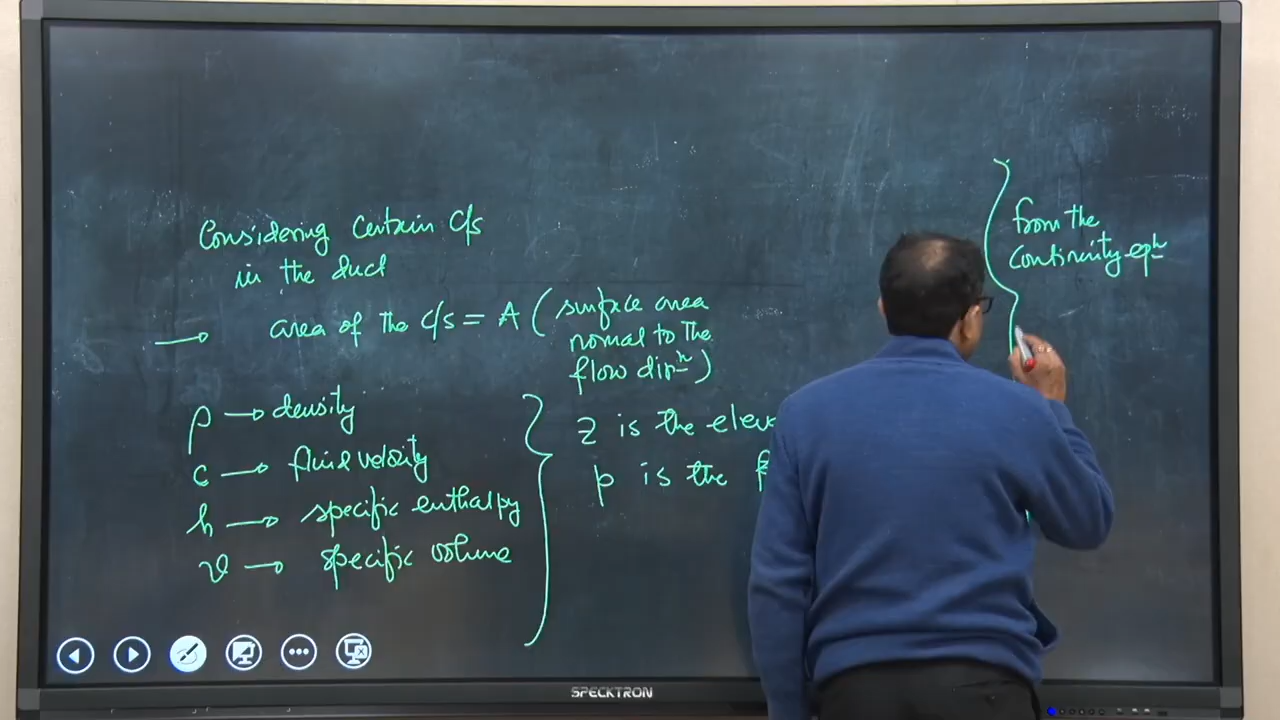 Considering Certain c/s
in the duct
→ area of the c/s = A ( surface area
normal to the
flow dirⁿ )
ρ → density
c → fluid velocity
h → specific enthalpy
v → specific volume
z is the
p is the
from the
continuity eqⁿ
SPECKTRON